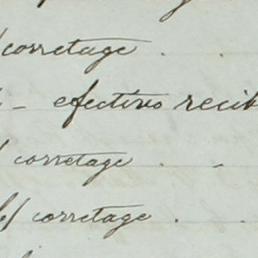 / corretage . .
- efectivo recib
/ corretage . -
/ corretage . .